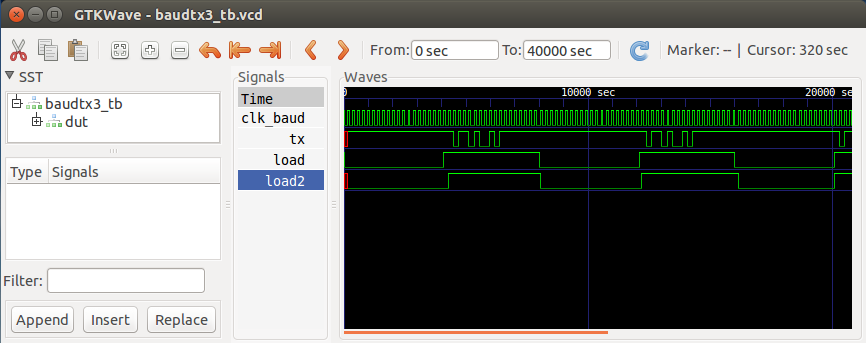 GTKWave - baudtx3_tb.vcd
From: 0 sec To: 40000 sec Marker: -- | Cursor: 320 sec
SST
baudtx3_tb
dut
Type Signals
Filter:
Append Insert Replace
Signals
Time
clk_baud
tx
load
load2
Waves
0 10000 sec 20000 sec